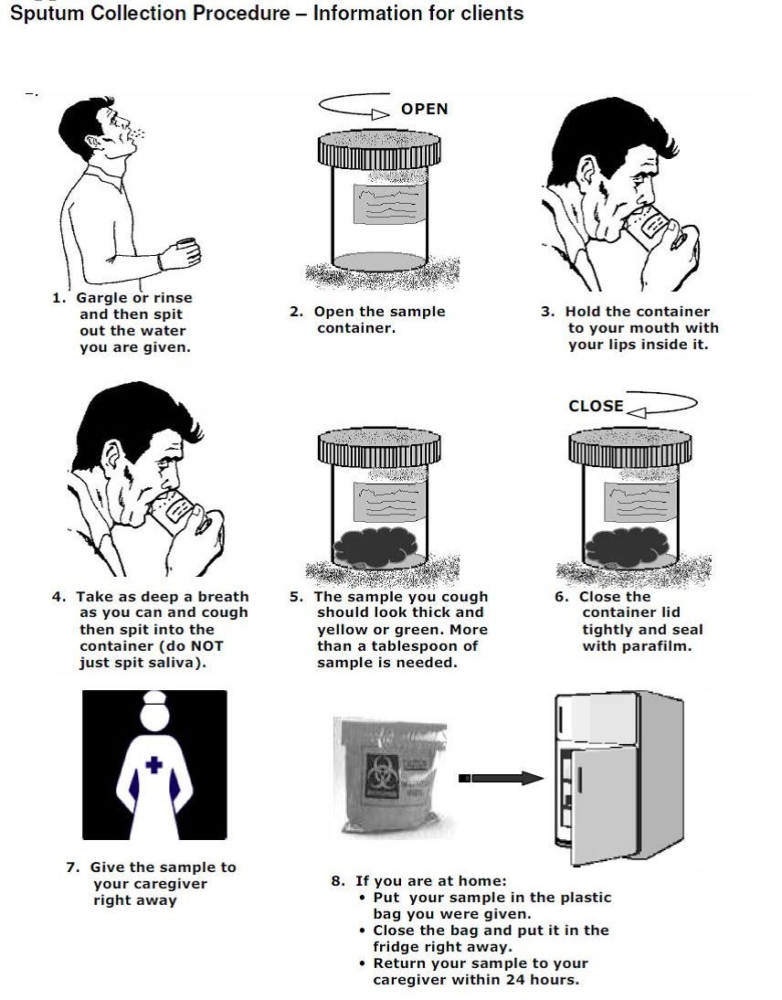 Sputum Collection Procedure – Information for clients
OPEN
1. Gargle or rinse
and then spit
out the water
you are given.
2. Open the sample
container.
3. Hold the container
to your mouth with
your lips inside it.
CLOSE
4. Take as deep a breath
as you can and cough
then spit into the
container (do NOT
just spit saliva).
5. The sample you cough
should look thick and
yellow or green. More
than a tablespoon of
sample is needed.
6. Close the
container lid
tightly and seal
with parafilm.
7. Give the sample to
your caregiver
right away
8. If you are at home:
• Put your sample in the plastic
bag you were given.
• Close the bag and put it in the
fridge right away.
• Return your sample to your
caregiver within 24 hours.